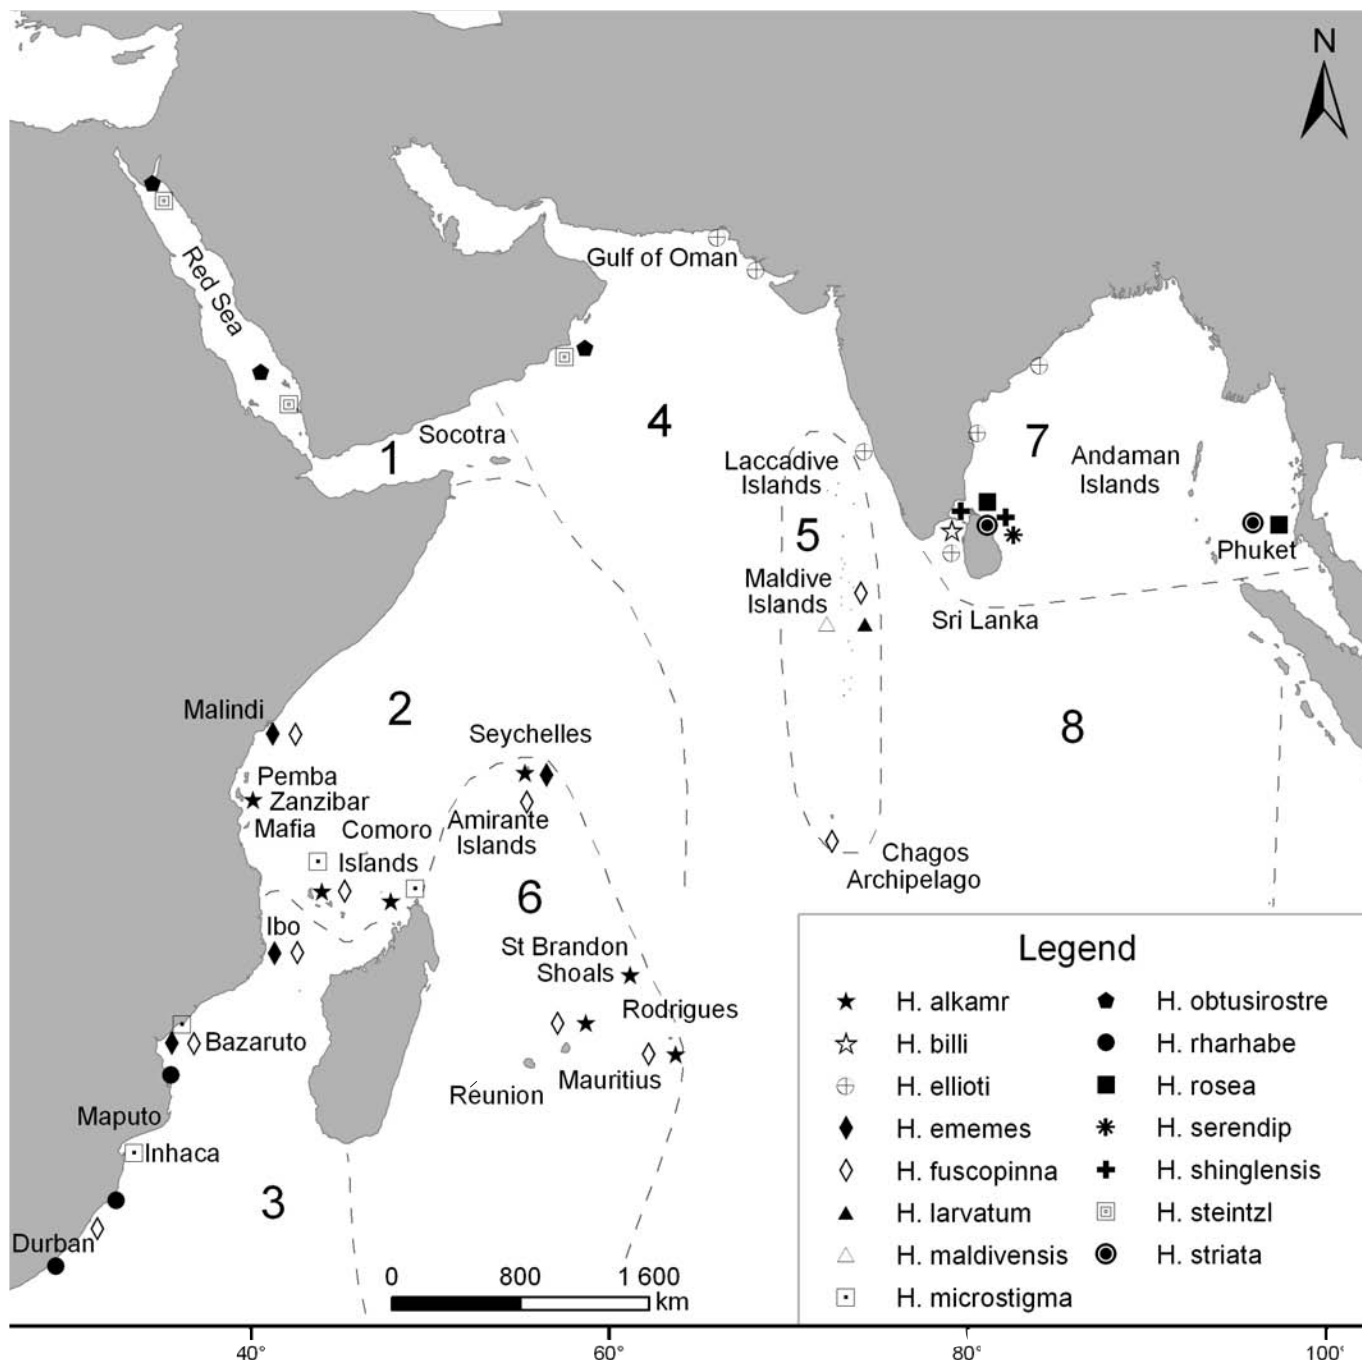 N
Red Sea
Gulf of Oman
1
Socotra
4
Laccadive
Islands
5
Maldive
Islands
7
Andaman
Islands
Phuket
Sri Lanka
Malindi
2
Seychelles
8
Pemba
Zanzibar
Mafia
Comoro
Islands
Amirante
Islands
Chagos
Archipelago
6
Ibo
St Brandon
Shoals
Rodrigues
Bazaruto
Mauritius
Réunion
Maputo
Inhaca
3
Durban
0 800 1 600
km
Legend
H. alkamr
H. billi
H. ellioti
H. ememes
H. fuscopinna
H. larvatum
H. maldivensis
H. microstigma
H. obtusirostre
H. rharhabe
H. rosea
H. serendip
H. shinglensis
H. steintzl
H. striata
40° 60° 80° 100°